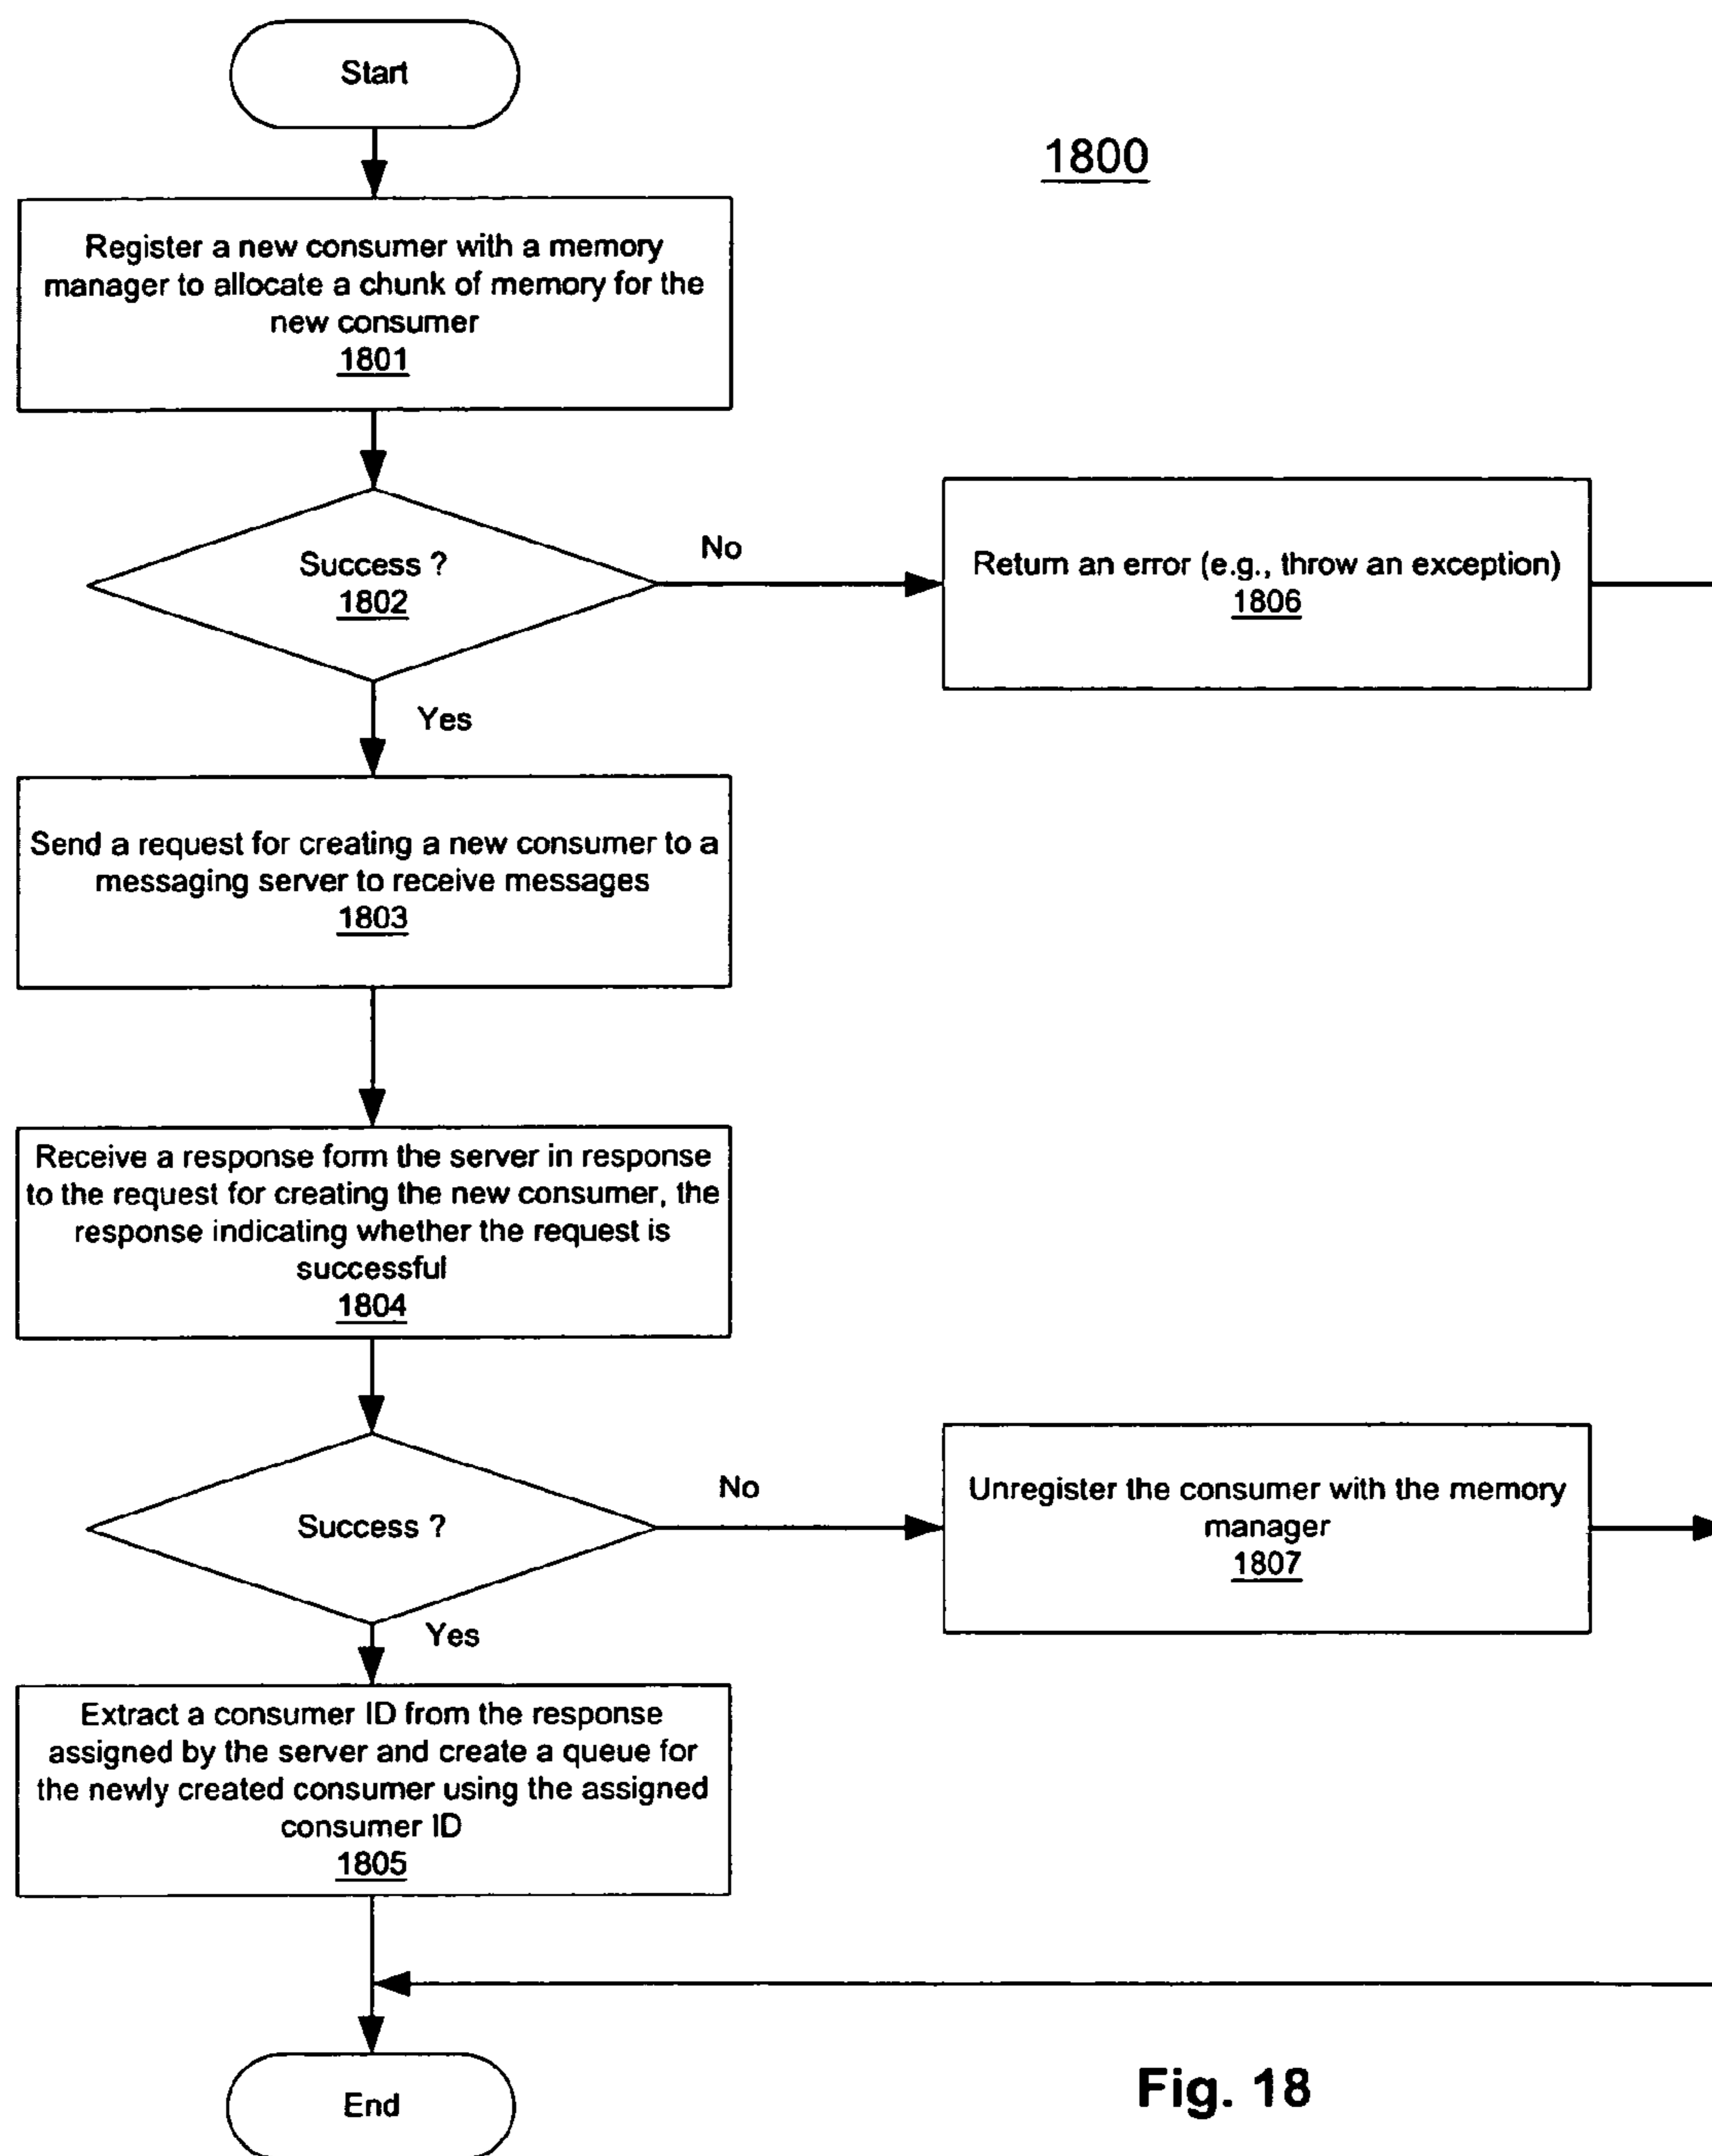 Start
1800
Register a new consumer with a memory
manager to allocate a chunk of memory for the
new consumer
1801
Success ?
1802
No
Return an error (e.g., throw an exception)
1806
Yes
Send a request for creating a new consumer to a
messaging server to receive messages
1803
Receive a response form the server in response
to the request for creating the new consumer, the
response indicating whether the request is
successful
1804
Success ?
No
Unregister the consumer with the memory
manager
1807
Yes
Extract a consumer ID from the response
assigned by the server and create a queue for
the newly created consumer using the assigned
consumer ID
1805
End
Fig. 18